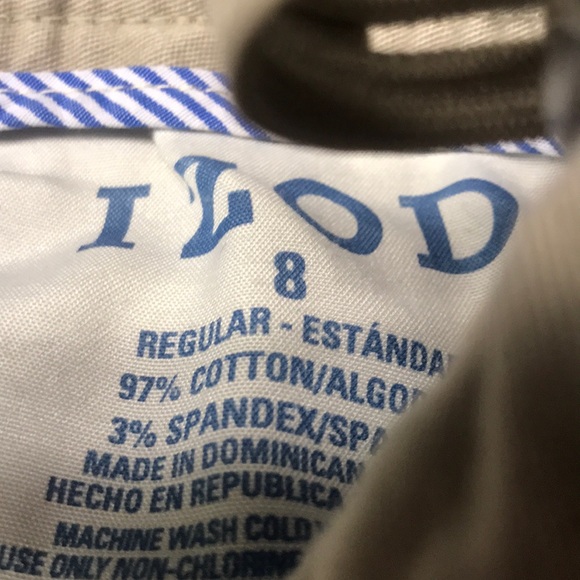 IZOD
8
REGULAR - ESTÁNDA
97% COTTON/ALGO
3% SPANDEX/SPA
MADE IN DOMINICAN
HECHO EN REPUBLICA
MACHINE WASH COLD
USE ONLY NON-CHLORINE